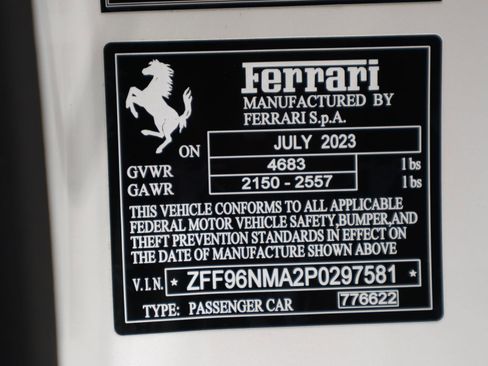 Ferrari
MANUFACTURED BY
FERRARI S.p.A.
ON JULY 2023
GVWR 4683 lbs
GAWR 2150 - 2557 lbs
THIS VEHICLE CONFORMS TO ALL APPLICABLE
FEDERAL MOTOR VEHICLE SAFETY,BUMPER,AND
THEFT PREVENTION STANDARDS IN EFFECT ON
THE DATE OF MANUFACTURE SHOWN ABOVE
V.I.N. * ZFF96NMA2P0297581 *
TYPE: PASSENGER CAR 776622